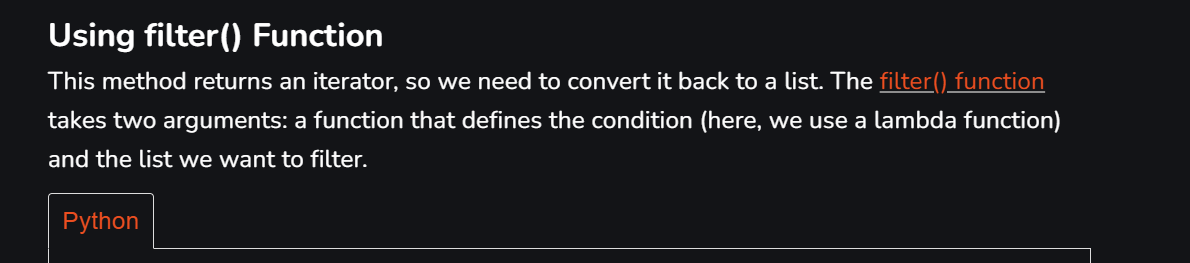 Using filter() Function
This method returns an iterator, so we need to convert it back to a list. The filter() function
takes two arguments: a function that defines the condition (here, we use a lambda function)
and the list we want to filter.
Python